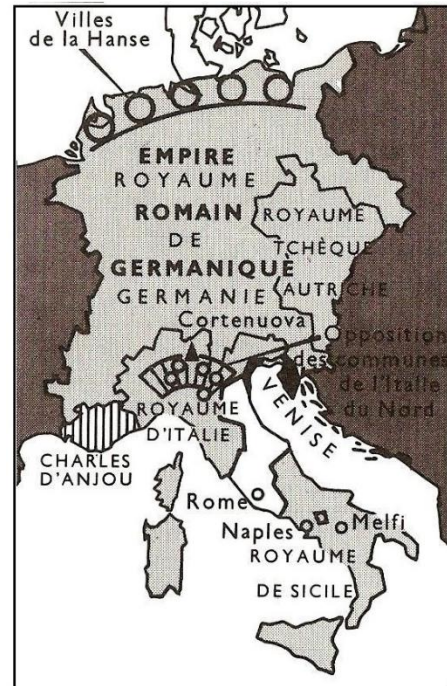 Villes
de la Hanse
EMPIRE
ROYAUME
ROMAIN
DE
GERMANIQUE
GERMANIE
ROYAUME
TCHÈQUE
AUTRICHE
Cortenuova
Opposition
des communes
de l'Italie
du Nord
ROYAUME
D'ITALIE
VENISE
CHARLES
D'ANJOU
Rome
Naples
Melfi
ROYAUME
DE SICILE